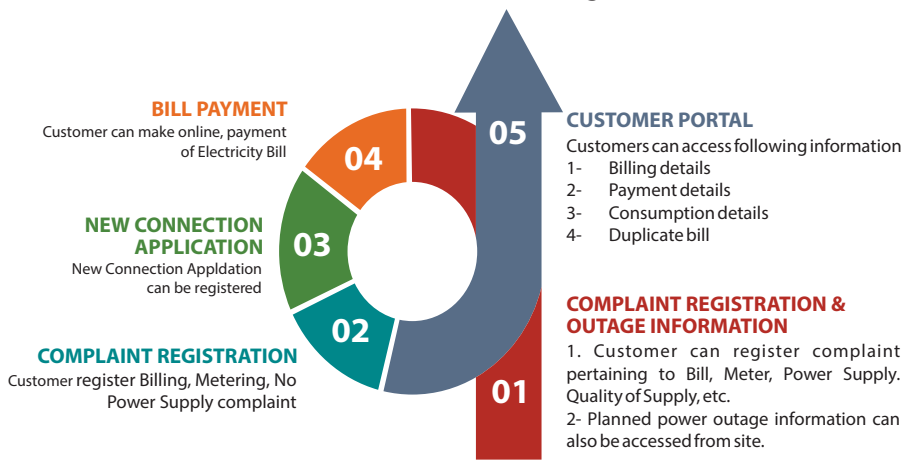 BILL PAYMENT
Customer can make online, payment
of Electricity Bill
04
NEW CONNECTION
APPLICATION
New Connection Appldation
can be registered
03
COMPLAINT REGISTRATION
Customer register Billing, Metering, No
Power Supply complaint
02
05
CUSTOMER PORTAL
Customers can access following information
1- Billing details
2- Payment details
3- Consumption details
4- Duplicate bill
01
COMPLAINT REGISTRATION &
OUTAGE INFORMATION
1. Customer can register complaint
pertaining to Bill, Meter, Power Supply.
Quality of Supply, etc.
2- Planned power outage information can
also be accessed from site.